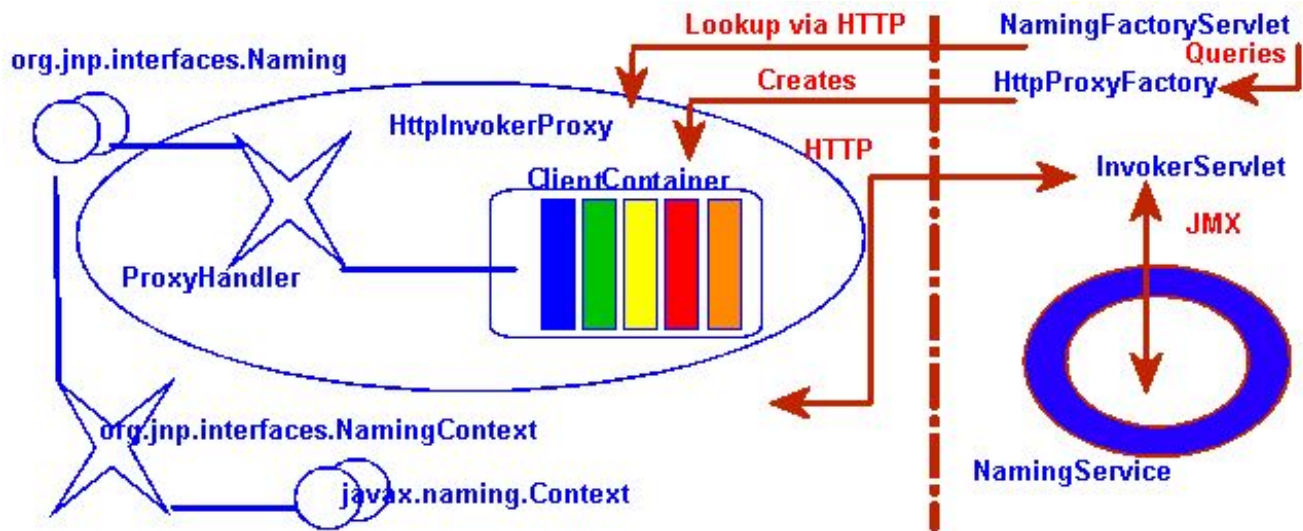 Lookup via HTTP
NamingFactoryServlet
org.jnp.interfaces.Naming
Queries
Creates
HttpProxyFactory
HttpInvokerProxy
HTTP
ClientContainer
InvokerServlet
JMX
ProxyHandler
org.jnp.interfaces.NamingContext
NamingService
javax.naming.Context